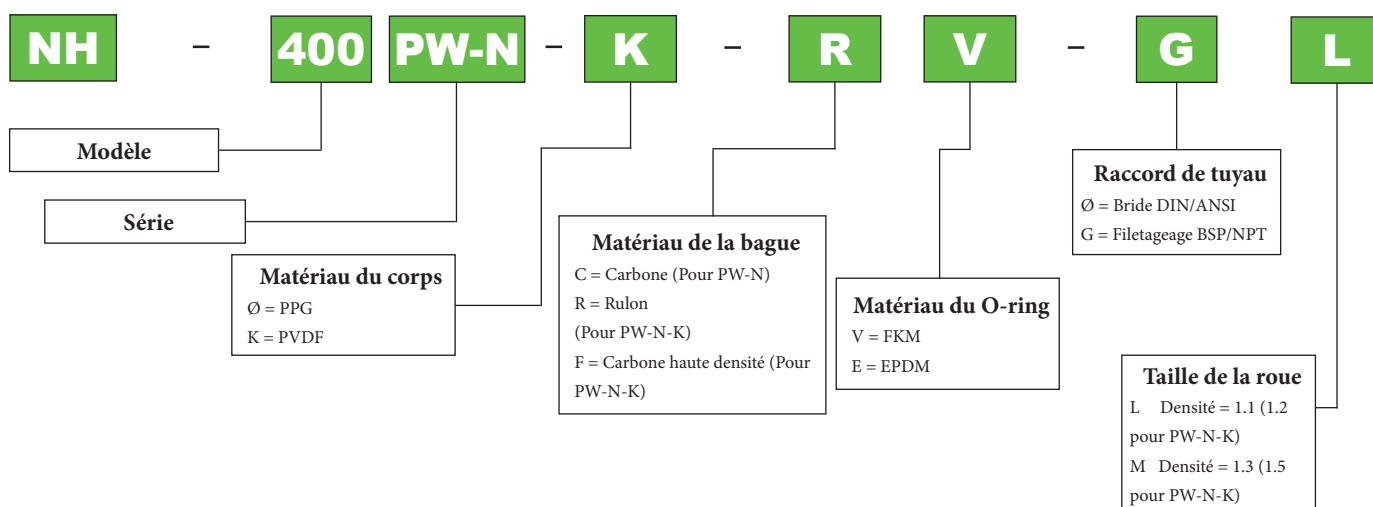 NH - 400 PW-N - K - R V - G L
Modèle
Série
Matériau du corps
Ø = PPG
K = PVDF
Matériau de la bague
C = Carbone (Pour PW-N)
R = Rulon
(Pour PW-N-K)
F = Carbone haute densité (Pour
PW-N-K)
Matériau du O-ring
V = FKM
E = EPDM
Raccord de tuyau
Ø = Bride DIN/ANSI
G = Filetageage BSP/NPT
Taille de la roue
L Densité = 1.1 (1.2
pour PW-N-K)
M Densité = 1.3 (1.5
pour PW-N-K)